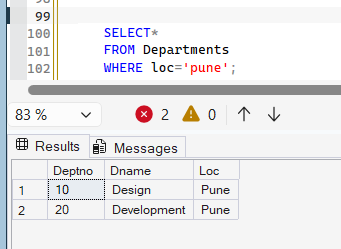 99
100 SELECT*
101 FROM Departments
102 WHERE loc='pune';
83 % 2 0
Results Messages
Deptno Dname Loc
1 10 Design Pune
2 20 Development Pune